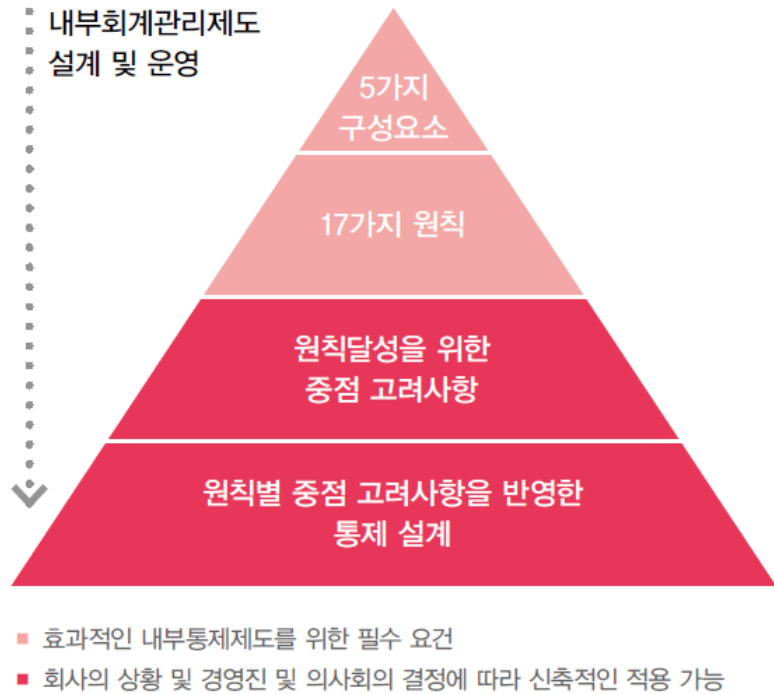 내부회계관리제도
설계 및 운영
5가지
구성요소
17가지 원칙
원칙달성을 위한
중점 고려사항
원칙별 중점 고려사항을 반영한
통제 설계
효과적인 내부통제제도를 위한 필수 요건
회사의 상황 및 경영진 및 의사회의 결정에 따라 신축적인 적용 가능